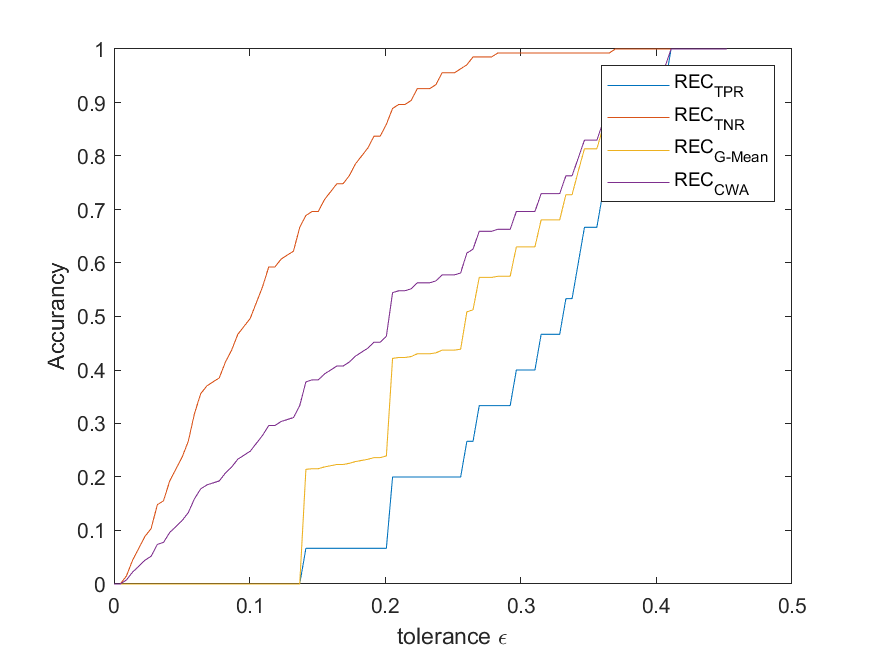 1
0.9
0.8
0.7
0.6
0.5
0.4
0.3
0.2
0.1
0
Accurancy
REC_TPR
REC_TNR
REC_G-Mean
REC_CWA
0 0.1 0.2 0.3 0.4 0.5
tolerance ϵ